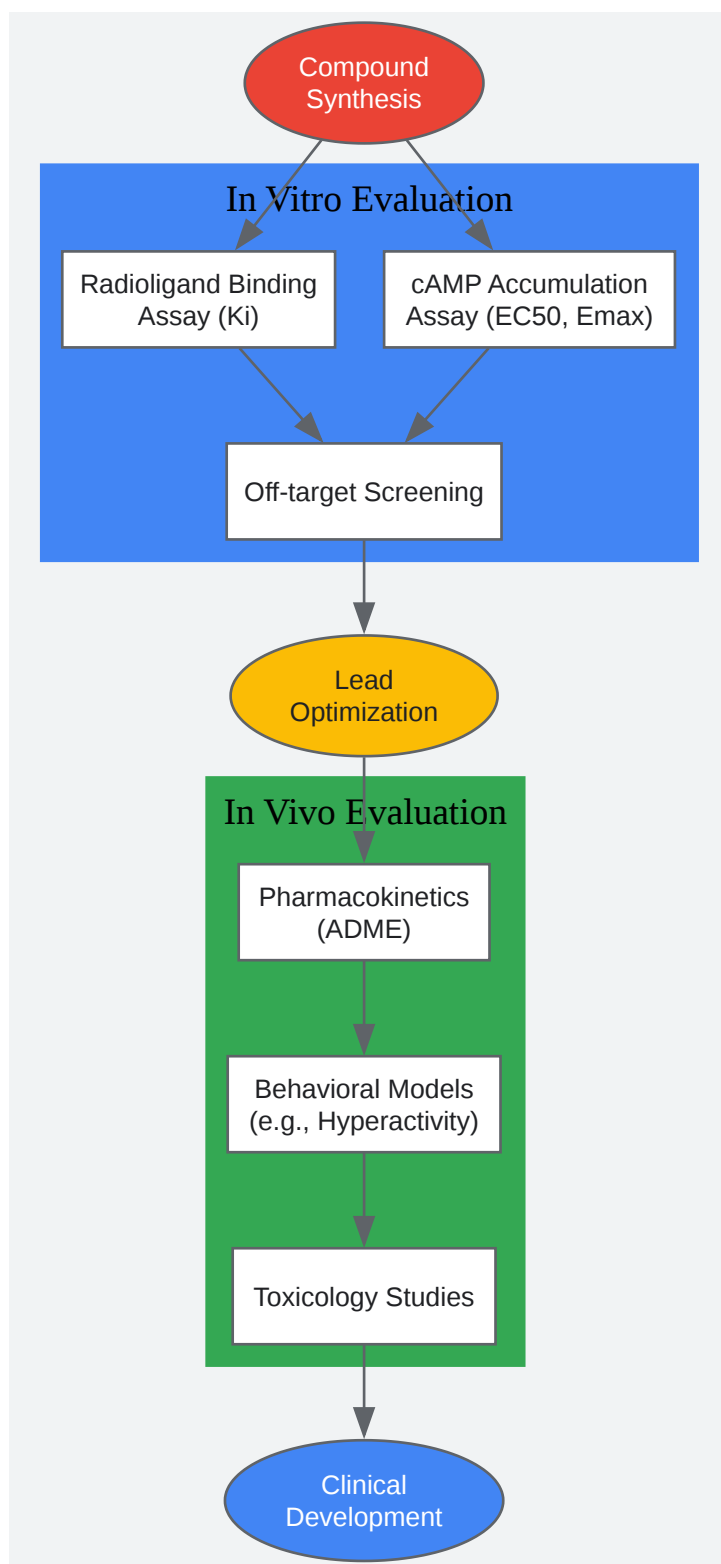 Compound
Synthesis
In Vitro Evaluation
Radioligand Binding
Assay (Ki)
cAMP Accumulation
Assay (EC50, Emax)
Off-target Screening
Lead
Optimization
In Vivo Evaluation
Pharmacokinetics
(ADME)
Behavioral Models
(e.g., Hyperactivity)
Toxicology Studies
Clinical
Development